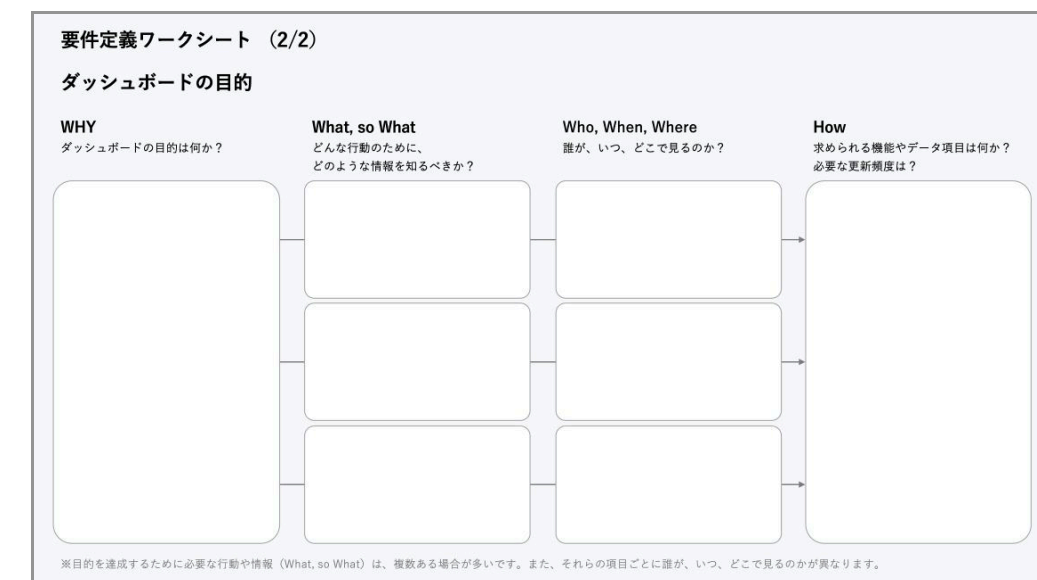 要件定義ワークシート （2/2）
ダッシュボードの目的
WHY
ダッシュボードの目的は何か？
What, so What
どんな行動のために、
どのような情報を知るべきか？
Who, When, Where
誰が、いつ、どこで見るのか？
How
求められる機能やデータ項目は何か？
必要な更新頻度は？
※目的を達成するために必要な行動や情報（What, so What）は、複数ある場合が多いです。また、それらの項目ごとに誰が、いつ、どこで見るのかが異なります。